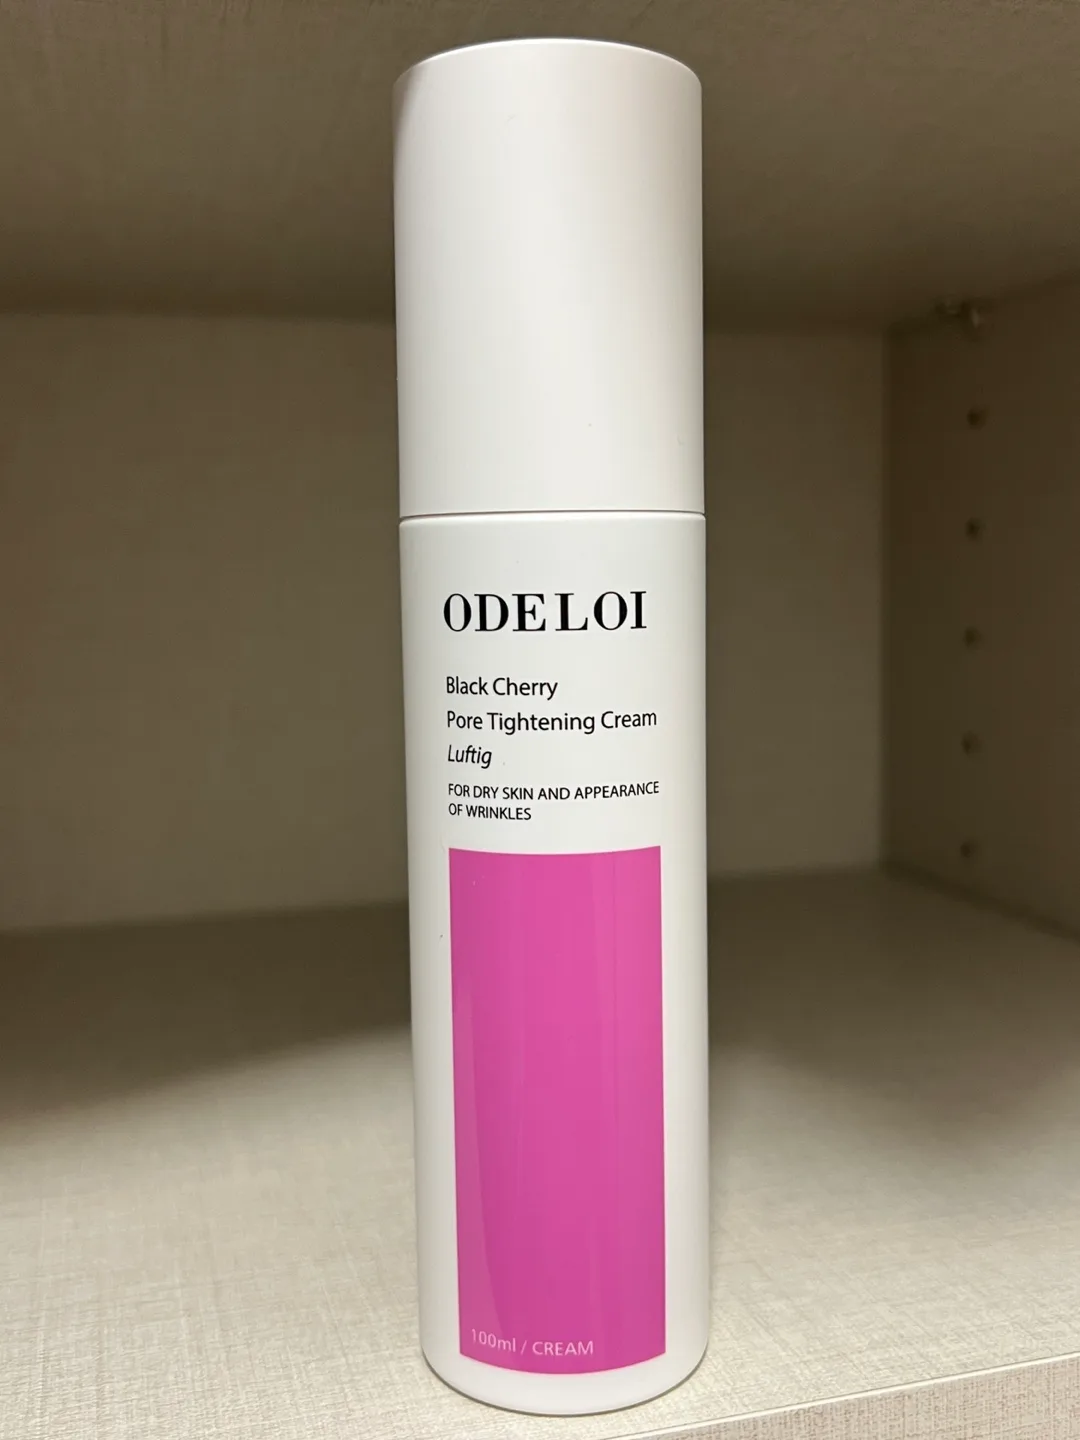 ODELOI
Black Cherry
Pore Tightening Cream
Luftig
FOR DRY SKIN AND APPEARANCE
OF WRINKLES
100ml / CREAM